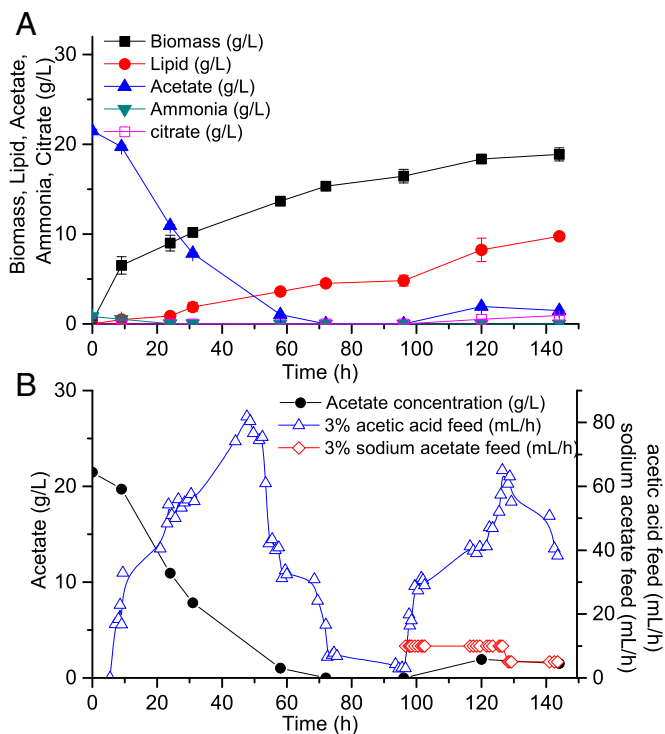 A
Biomass (g/L)
Lipid (g/L)
Acetate (g/L)
Ammonia (g/L)
citrate (g/L)
Biomass, Lipid, Acetate,
Ammonia, Citrate (g/L)
30
20
10
0
0 20 40 60 80 100 120 140
Time (h)
B
Acetate concentration (g/L)
3% acetic acid feed (mL/h)
3% sodium acetate feed (mL/h)
Acetate (g/L)
30
20
10
0
80
60
40
20
0
acetic acid feed (mL/h)
sodium acetate feed (mL/h)
0 20 40 60 80 100 120 140
Time (h)